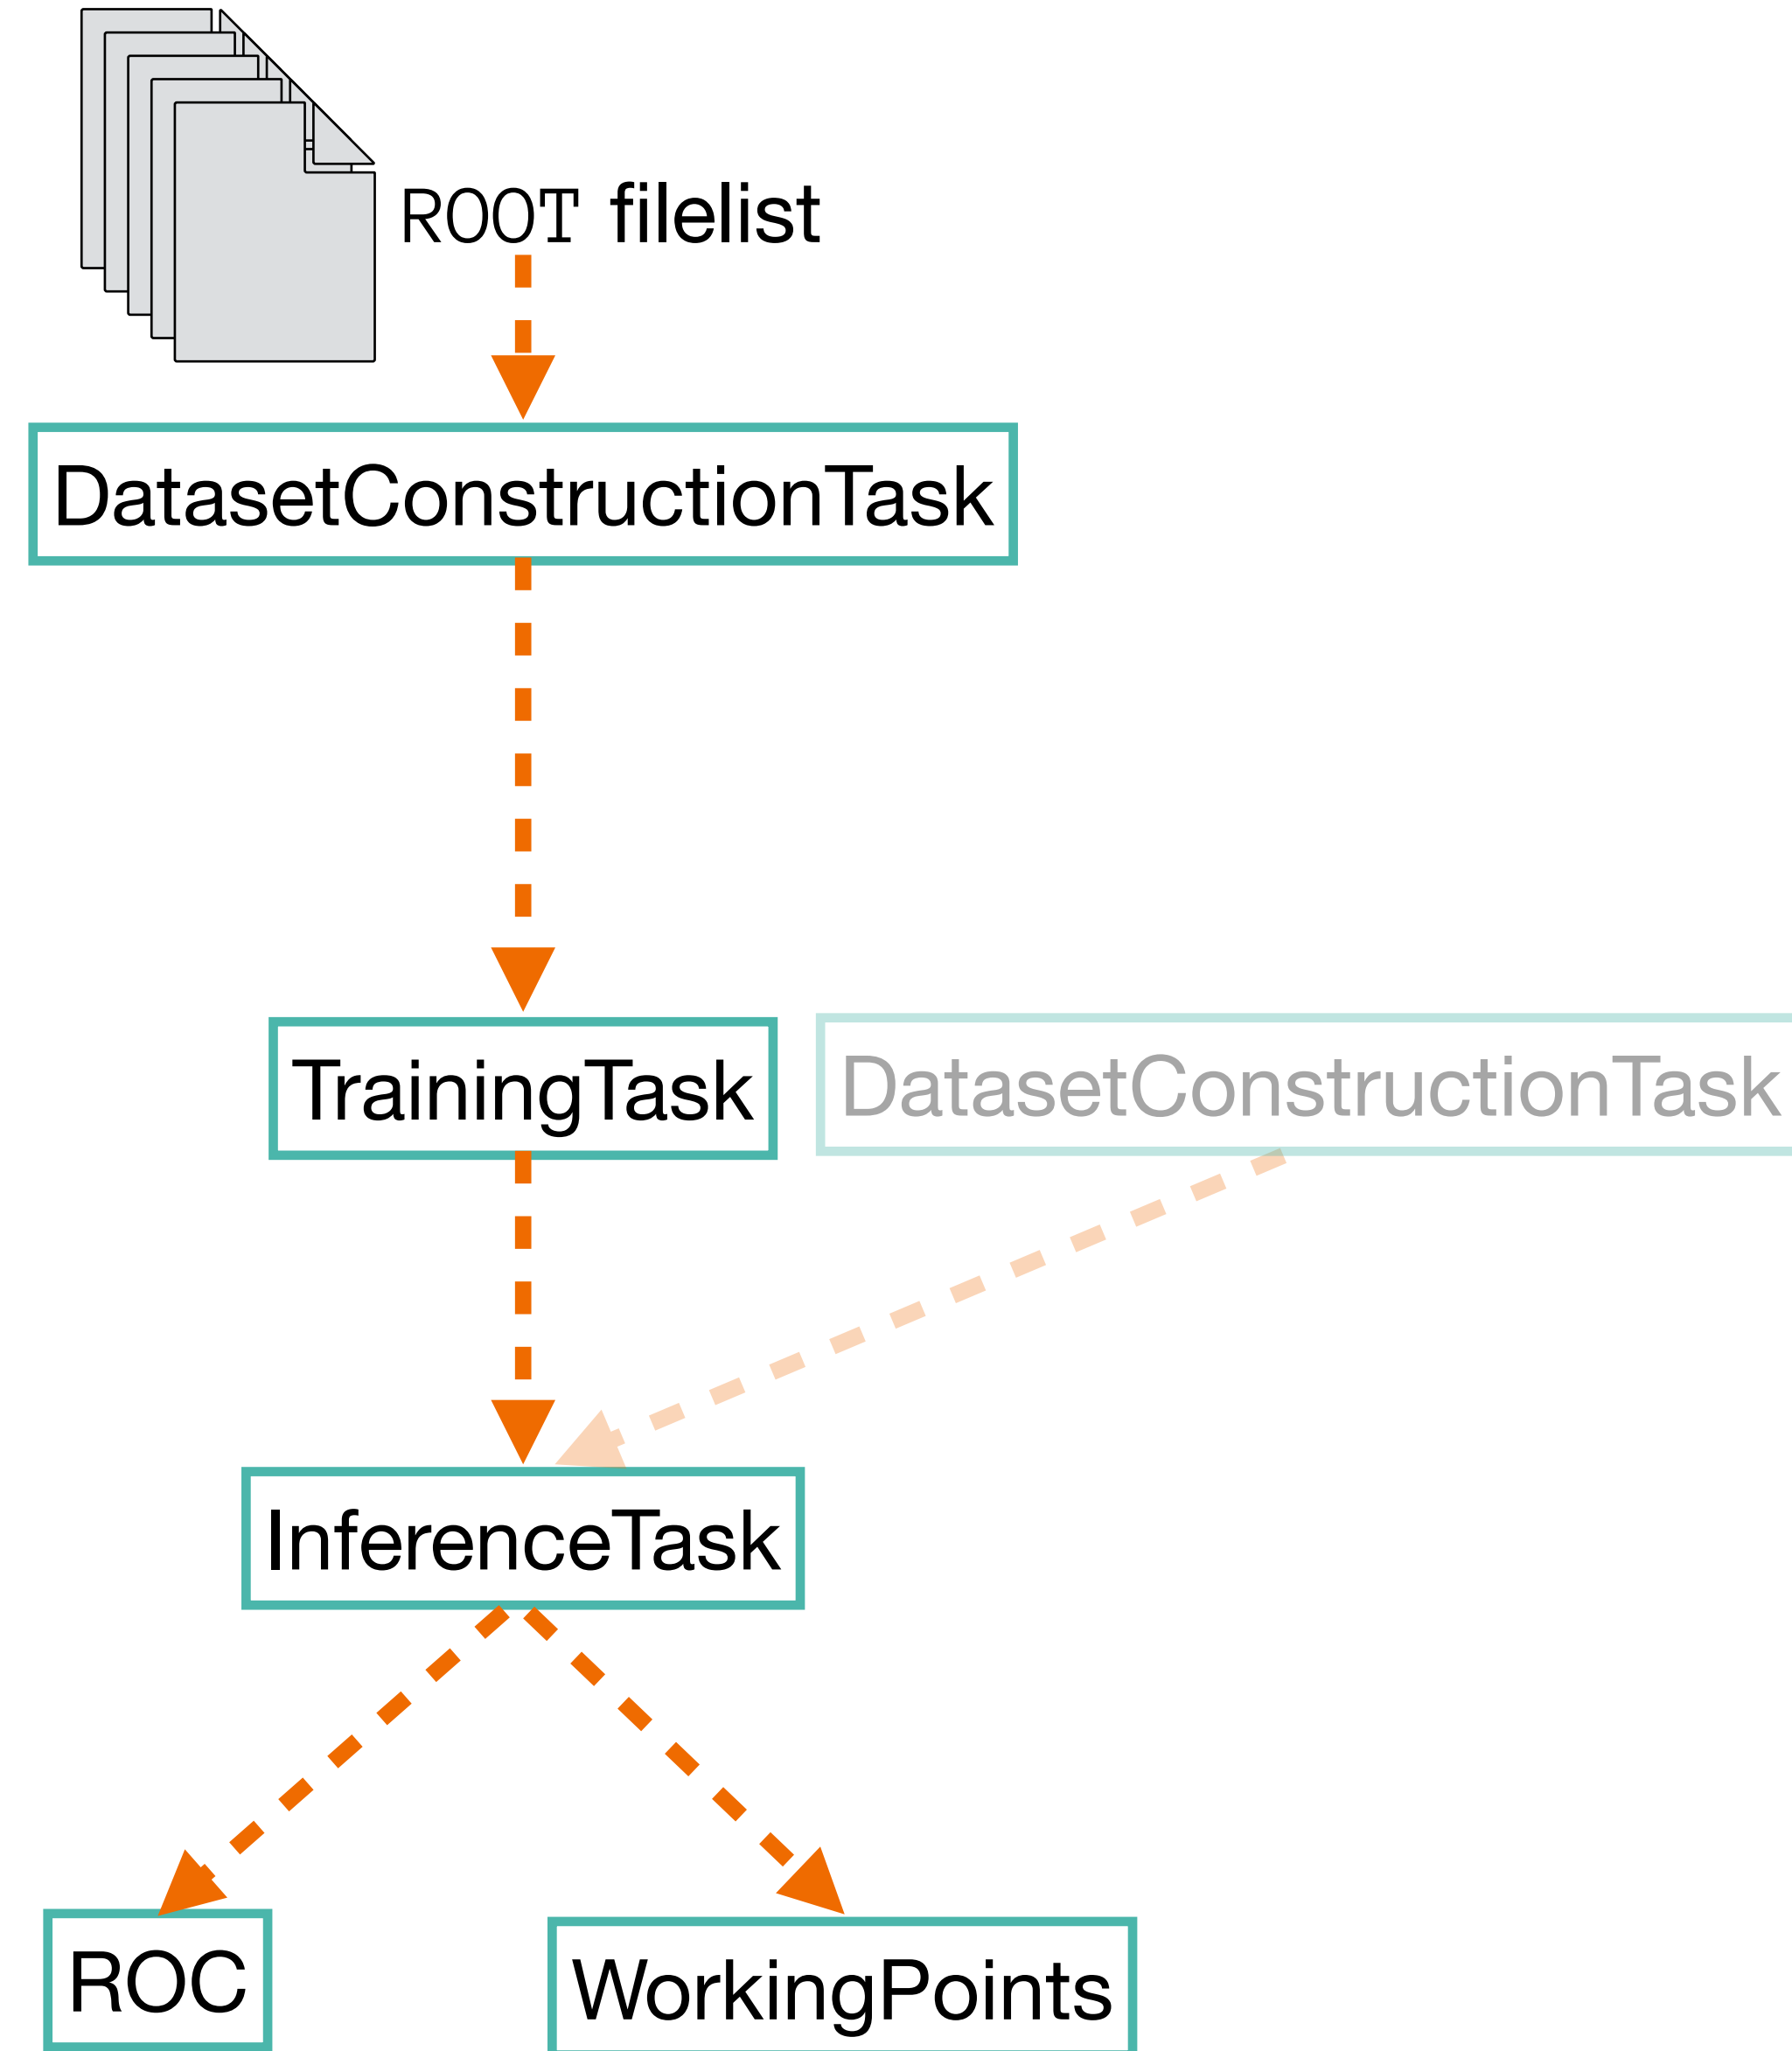 ROOT filelist
DatasetConstructionTask
TrainingTask
DatasetConstructionTask
InferenceTask
ROC
WorkingPoints